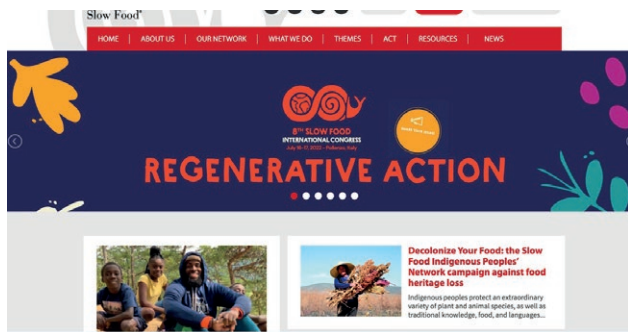 Slow Food®
HOME | ABOUT US | OUR NETWORK | WHAT WE DO | THEMES | ACT | RESOURCES | NEWS
8TH SLOW FOOD
INTERNATIONAL CONGRESS
REGENERATIVE ACTION
Decolonize Your Food: the Slow
Food Indigenous Peoples'
Network campaign against food
heritage loss
Indigenous peoples protect an extraordinary
variety of plant and animal species, as well as
traditional knowledge, food, and languages...